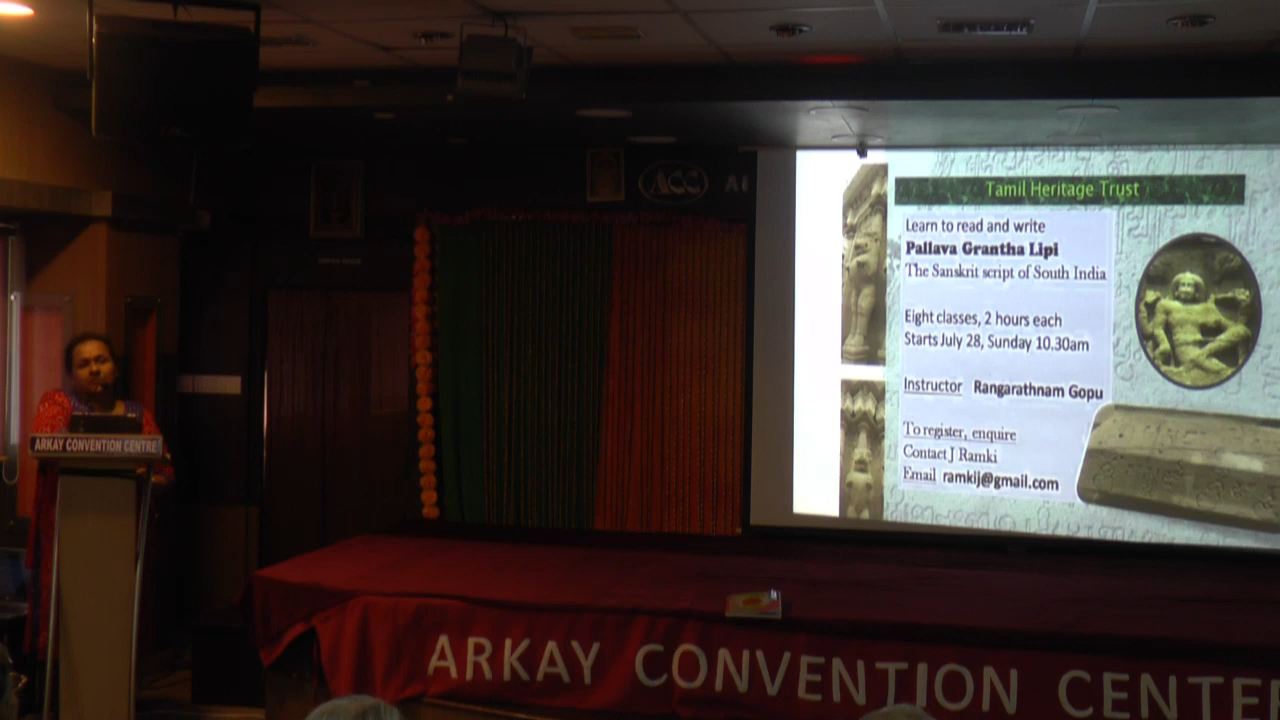 ACC
Tamil Heritage Trust
Learn to read and write
Pallava Grantha Lipi
The Sanskrit script of South India
Eight classes, 2 hours each
Starts July 28, Sunday 10.30am
Instructor Rangarathnam Gopu
To register, enquire
Contact J Ramki
Email ramkij@gmail.com
ARKAY CONVENTION CENTRE
ARKAY CONVENTION CENTE